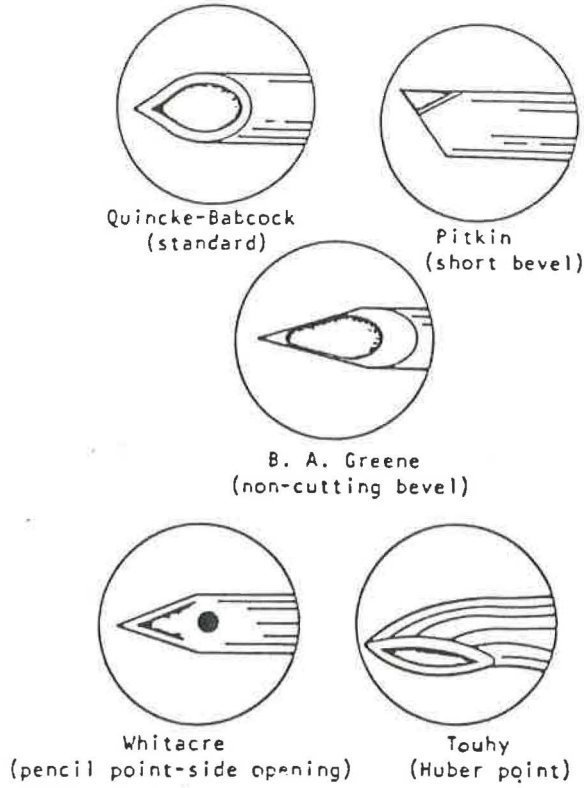 Quincke-Babcock
(standard)
Pitkin
(short bevel)
B. A. Greene
(non-cutting bevel)
Whitacre
(pencil point-side opening)
Touhy
(Huber point)